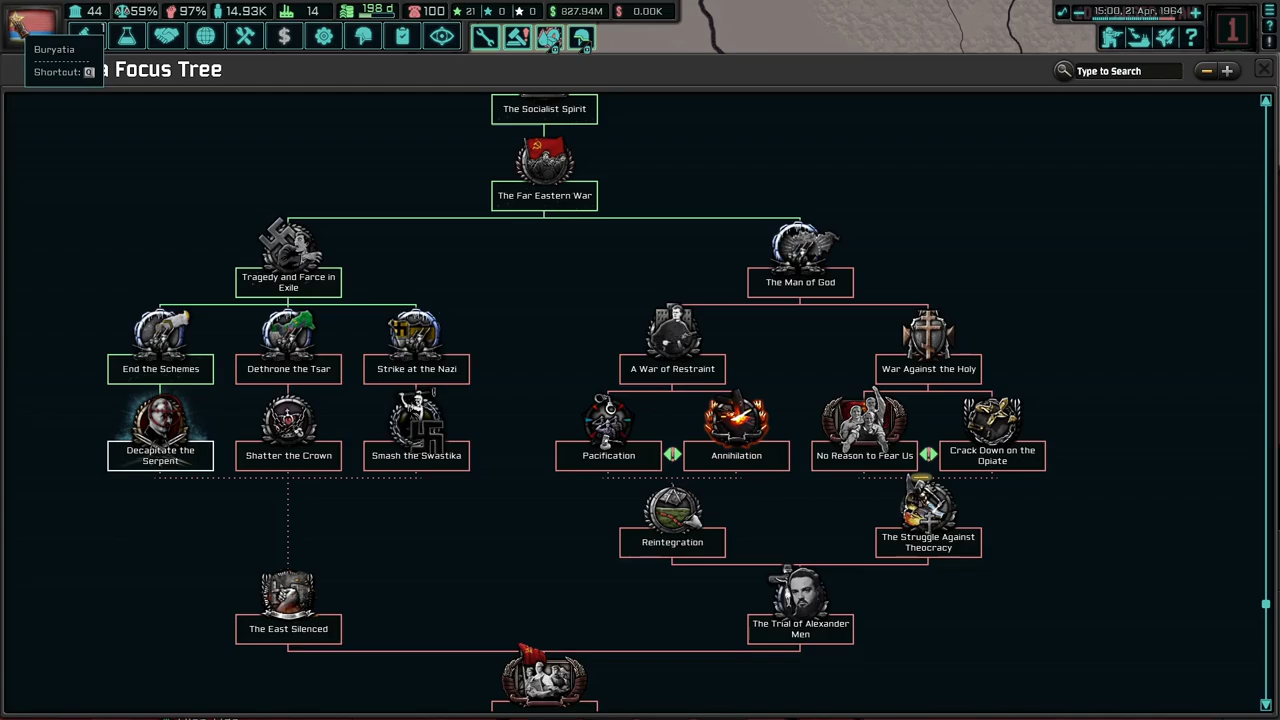 44 59% 97% 14.93K 14 198 d 100 21 0 0 $ 827.94M $ 0.00K
15:00, 21 Apr, 1964
1
Buryatia
Shortcut: Q
a Focus Tree
Type to Search
The Socialist Spirit
The Far Eastern War
Tragedy and Farce in
Exile
The Man of God
End the Schemes
Dethrone the Tsar
Strike at the Nazi
A War of Restraint
War Against the Holy
Decapitate the
Serpent
Shatter the Crown
Smash the Swastika
Pacification
Annihilation
No Reason to Fear Us
Crack Down on the
Opiate
Reintegration
The Struggle Against
Theocracy
The East Silenced
The Trial of Alexander
Men